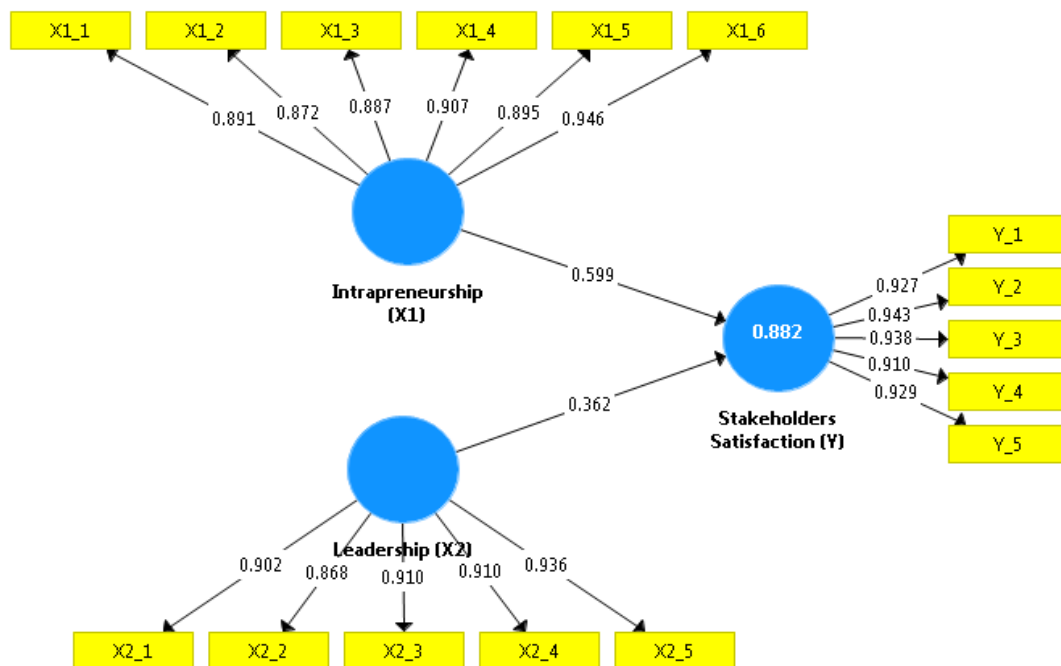 X1_1 X1_2 X1_3 X1_4 X1_5 X1_6
0.891 0.872 0.887 0.907 0.895 0.946
Intrapreneurship
(X1)
0.599
0.882
Stakeholders
Satisfaction (Y)
0.927
0.943
0.938
0.910
0.929
Y_1
Y_2
Y_3
Y_4
Y_5
0.362
Leadership (X2)
0.902 0.868 0.910 0.910 0.936
X2_1 X2_2 X2_3 X2_4 X2_5